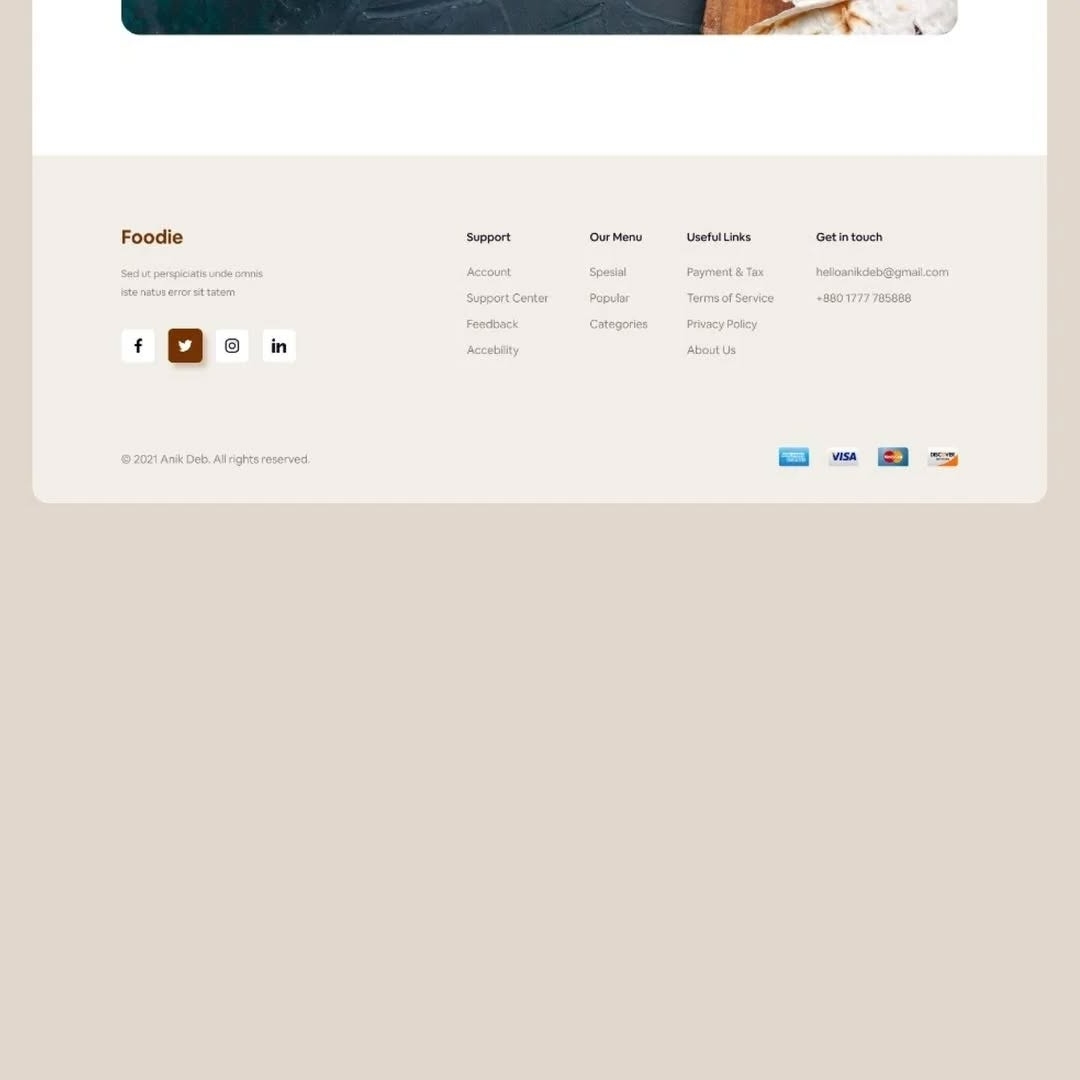 Foodie
Sed ut perspiciatis unde omnis
iste natus error sit tatem
Support
Account
Support Center
Feedback
Accebility
Our Menu
Spesial
Popular
Categories
Useful Links
Payment & Tax
Terms of Service
Privacy Policy
About Us
Get in touch
helloanikdeb@gmail.com
+880 1777 785888
© 2021 Anik Deb. All rights reserved.
VISA
MasterCard
DISCOVER